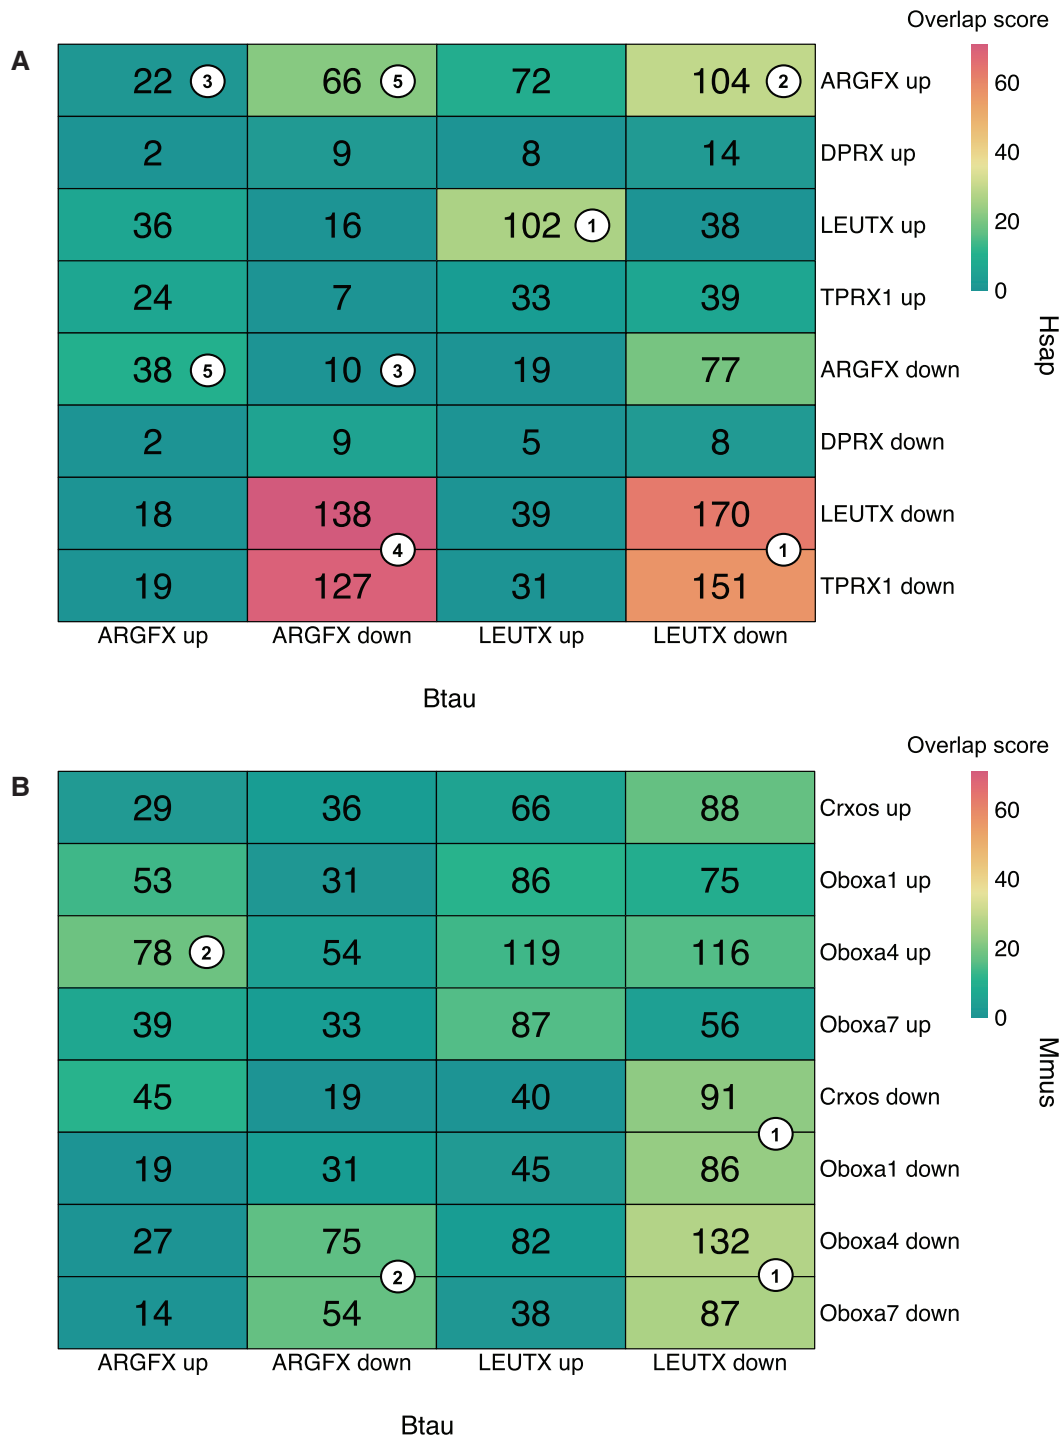 Overlap score
A
22 3 66 5 72 104 2 ARGFX up
2 9 8 14 DPRX up
36 16 102 1 38 LEUTX up
24 7 33 39 TPRX1 up
38 5 10 3 19 77 ARGFX down
2 9 5 8 DPRX down
18 138 39 170 LEUTX down
4 1
19 127 31 151 TPRX1 down
ARGFX up ARGFX down LEUTX up LEUTX down
Btau
60
40
20
0
Hsap
Overlap score
B
29 36 66 88 Crxos up
53 31 86 75 Oboxa1 up
78 2 54 119 116 Oboxa4 up
39 33 87 56 Oboxa7 up
45 19 40 91 Crxos down
1
19 31 45 86 Oboxa1 down
27 75 82 132 Oboxa4 down
2 1
14 54 38 87 Oboxa7 down
ARGFX up ARGFX down LEUTX up LEUTX down
Btau
60
40
20
0
Mmus